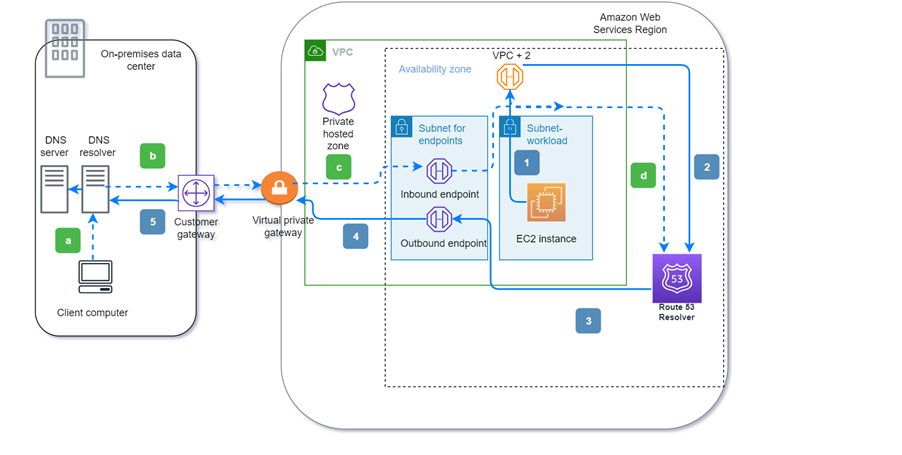 Amazon Web
Services Region
On-premises data
center
VPC
VPC + 2
Availability zone
Private
hosted
zone
Subnet for
endpoints
Subnet-
workload
DNS
server
DNS
resolver
b
c
1
d
2
Inbound endpoint
5
Customer
gateway
Virtual private
gateway
4
Outbound endpoint
EC2 instance
a
53
Route 53
Resolver
Client computer
3